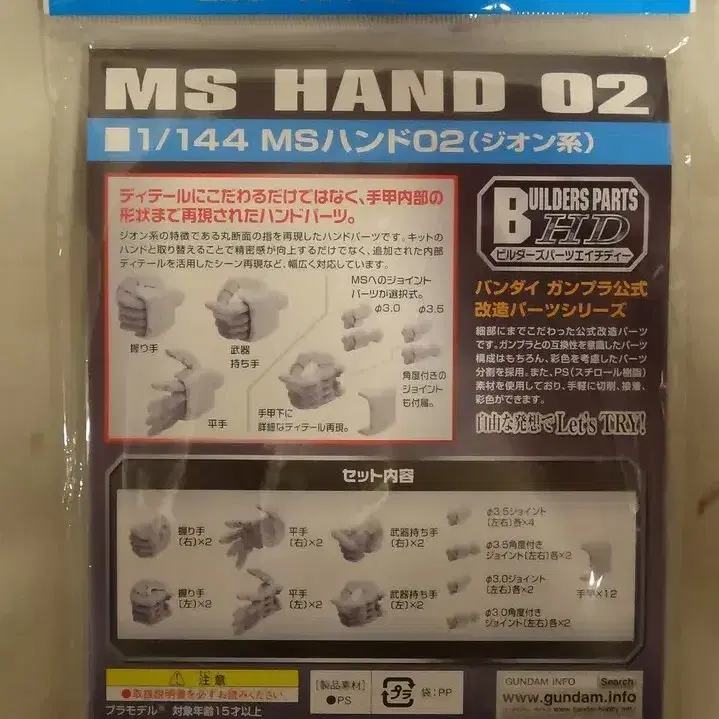 MS HAND 02
■1/144 MSハンド02(ジオン系)
ディテールにこだわるだけではなく、手甲内部の
形状まで再現されたハンドパーツ。
ジオン系の特徴である丸断面の指を再現したハンドパーツです。キットの
ハンドと取り替えることで精密感が向上するだけでなく、追加された内部
ディテールを活用したシーン再現など、幅広く対応しています。
MSへのジョイント
パーツが選択式。
φ3.0 φ3.5
握り手
武器
持ち手
平手
手甲下に
詳細なディテール再現。
角度付きの
ジョイント
も付属。
BUILDERS PARTS
HD
ビルダーズパーツエイチディー
バンダイ ガンプラ公式
改造パーツシリーズ
細部にまでこだわった公式改造パーツ
です。ガンプラとの互換性を意識したパーツ
構成はもちろん、彩色を考慮したパーツ
分割を採用。また、PS(スチロール樹脂)
素材を使用しており、手軽に切削、接着、
彩色ができます。
自由な発想でLet's TRY!
セット内容
握り手
(右)×2
平手
(右)×2
武器持ち手
(右)×2
φ3.5ジョイント
(左右)各×4
φ3.5角度付き
ジョイント(左右)各×2
握り手
(左)×2
平手
(左)×2
武器持ち手
(左)×2
φ3.0ジョイント
(左右)各×2
φ3.0角度付き
ジョイント(左右)各×2
手甲×12
注意
●取扱説明書を必ずお読みください。
プラモデル® 対象年齢15才以上
[製品素材]
●PS
プラ
袋:PP
GUNDAM INFO Search
www.gundam.info